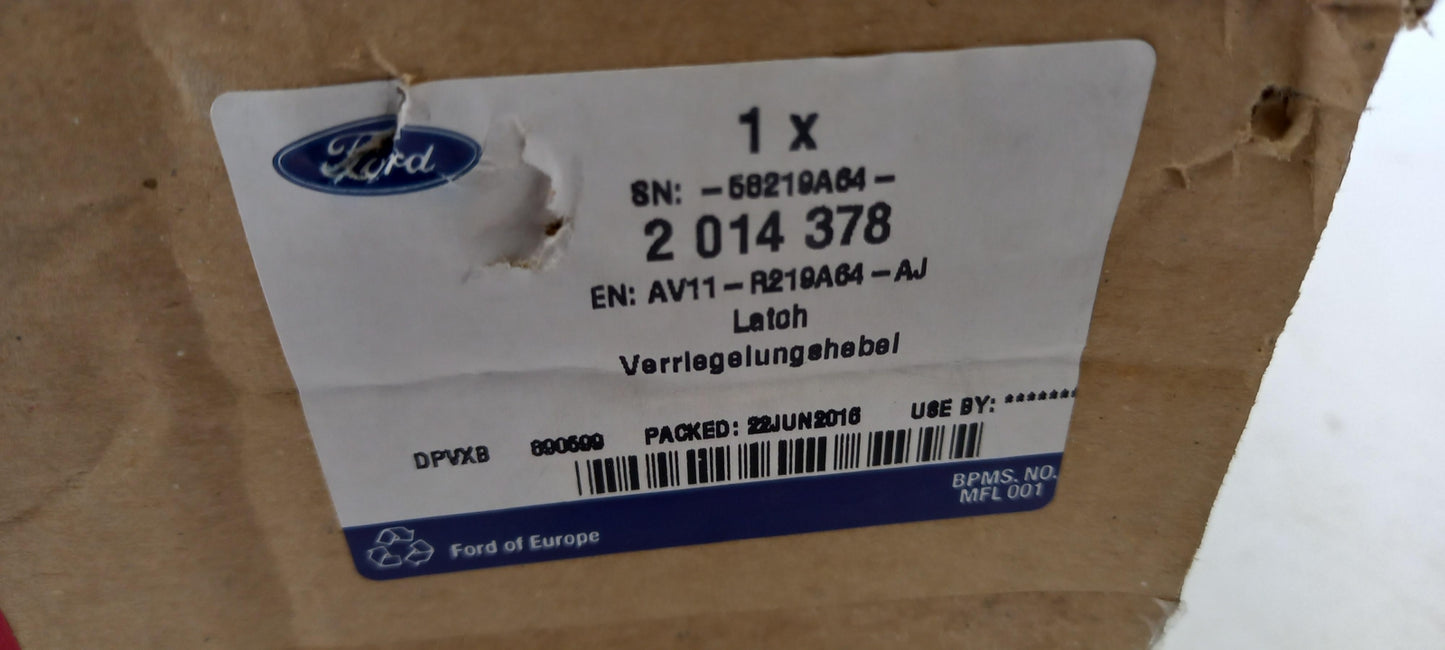 Ford
1 x
SN: -58219A64-
2 014 378
EN: AV11-R219A64-AJ
Latch
Verriegelungshebel
DPVXB 890599 PACKED: 22JUN2016 USE BY: *******
BPMS. NO.
MFL 001
Ford of Europe